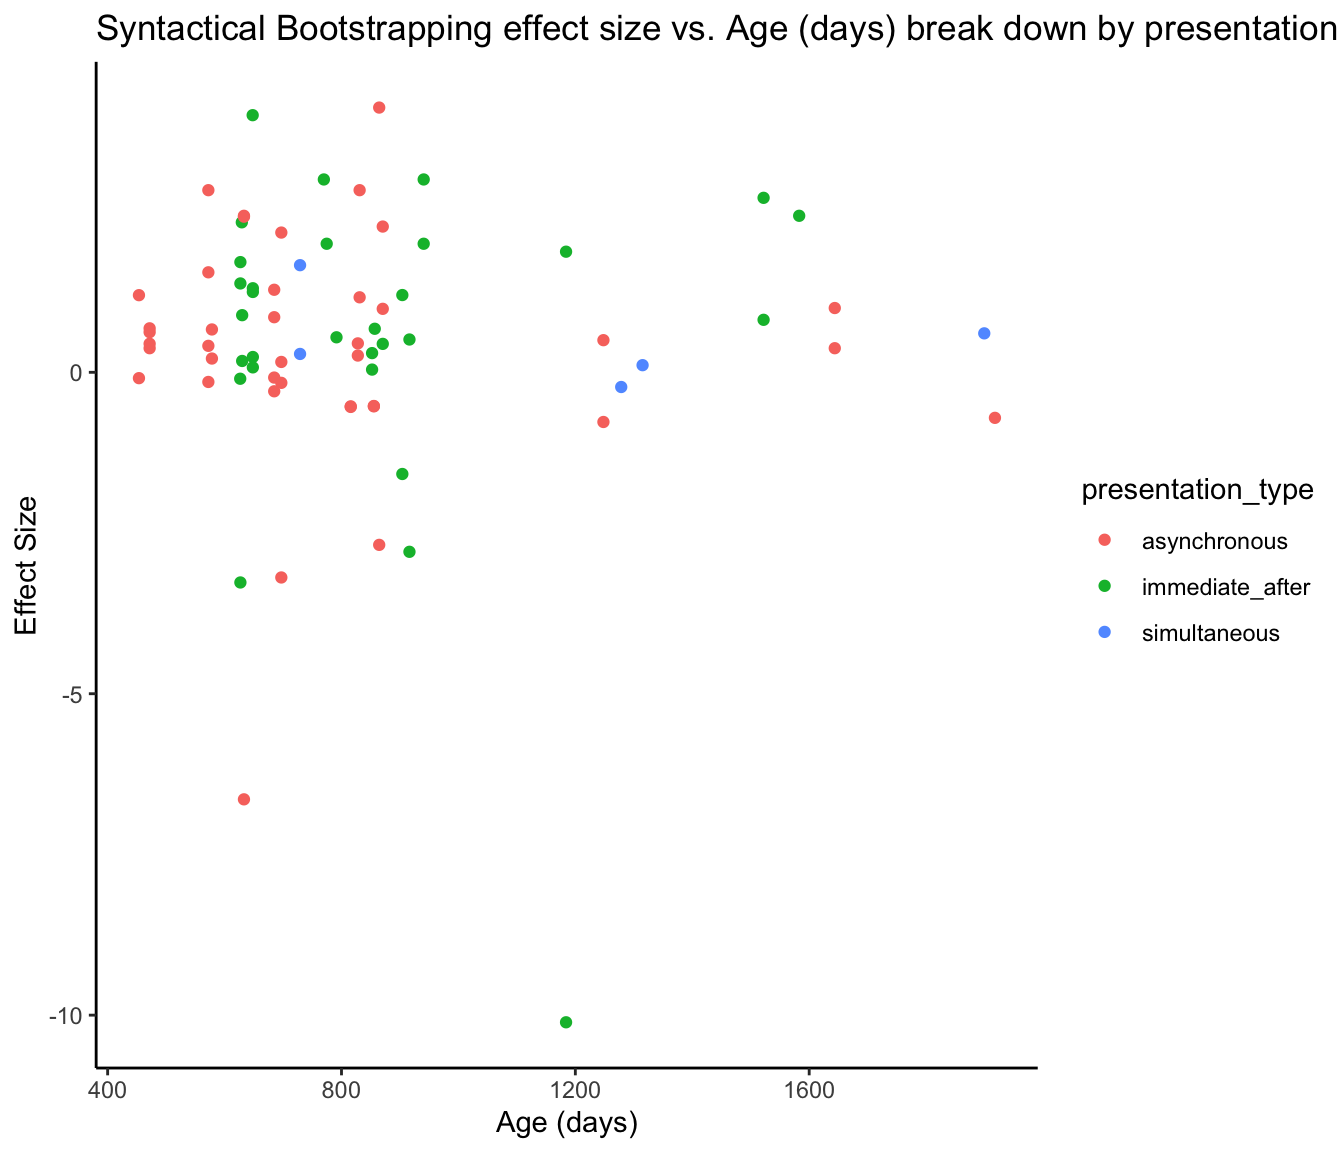 Syntactical Bootstrapping effect size vs. Age (days) break down by presentation
0
-5
-10
Effect Size
400 800 1200 1600
Age (days)
presentation_type
asynchronous
immediate_after
simultaneous